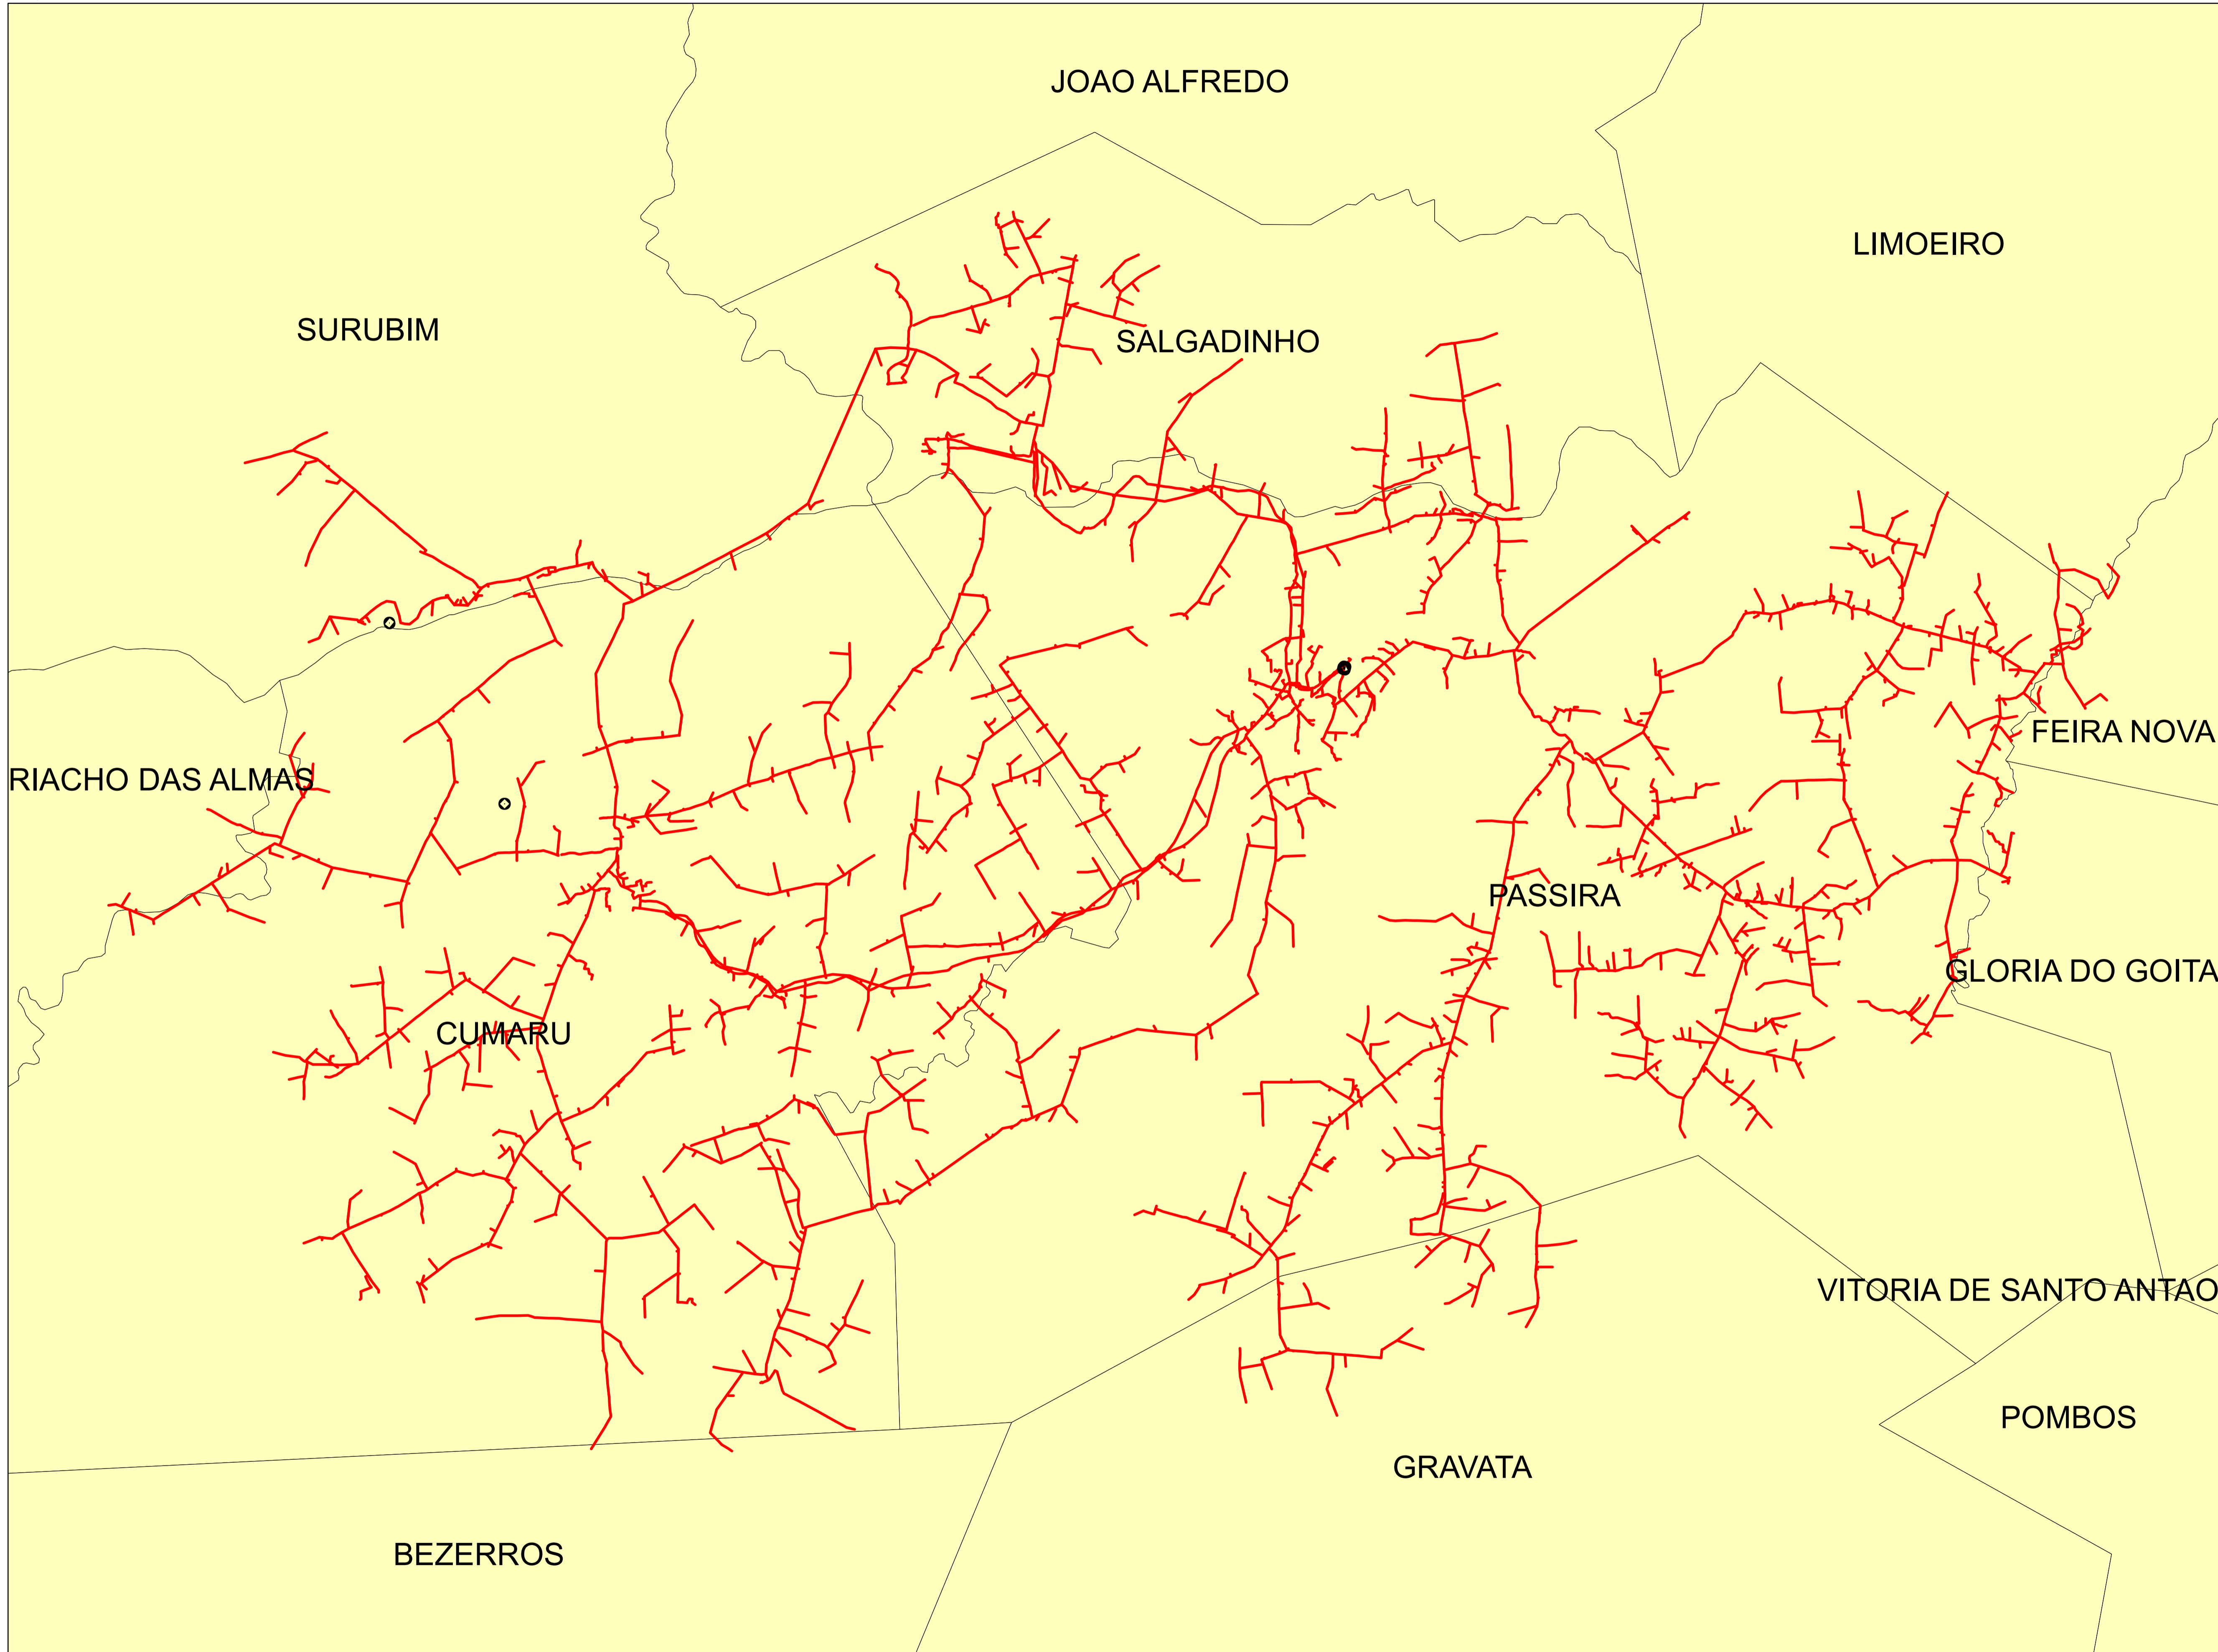 JOAO ALFREDO
LIMOEIRO
SURUBIM
SALGADINHO
FEIRA NOVA
RIACHO DAS ALMAS
PASSIRA
GLORIA DO GOITA
CUMARU
VITORIA DE SANTO ANTAO
POMBOS
GRAVATA
BEZERROS